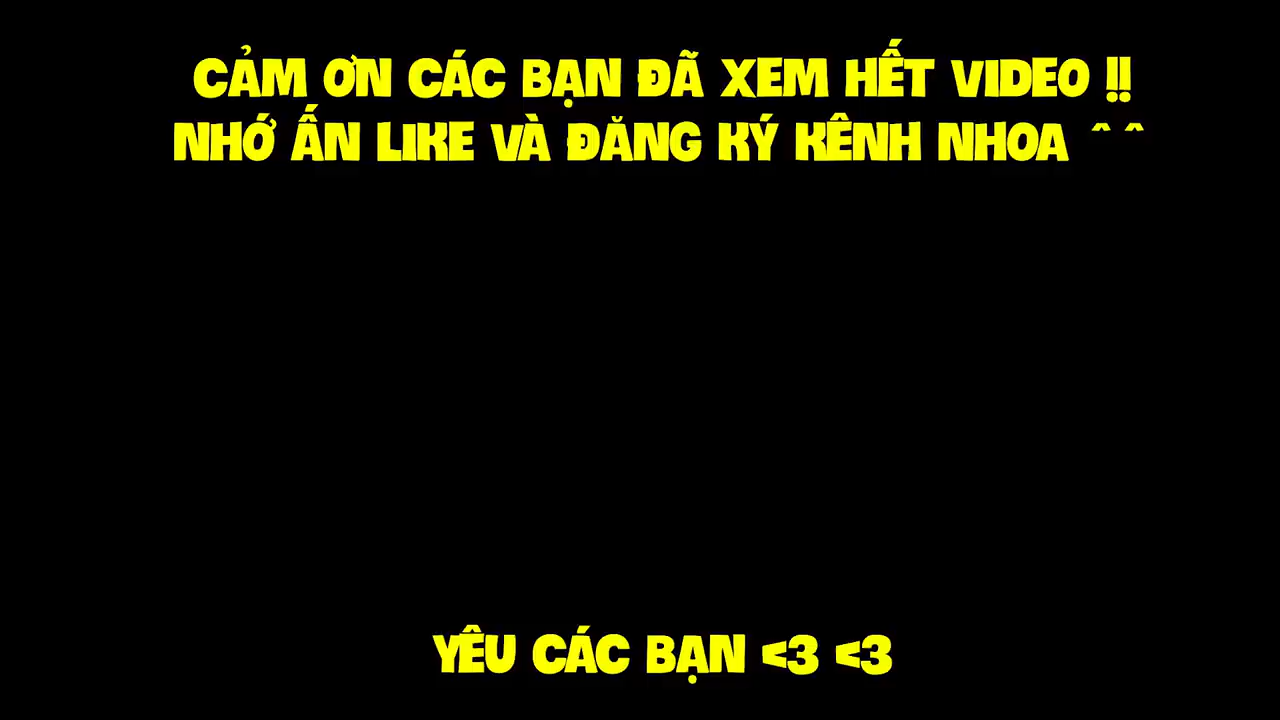 CẢM ƠN CÁC BẠN ĐÃ XEM HẾT VIDEO !!
NHỚ ẤN LIKE VÀ ĐĂNG KÝ KÊNH NHOA ^ ^
YÊU CÁC BẠN <3 <3